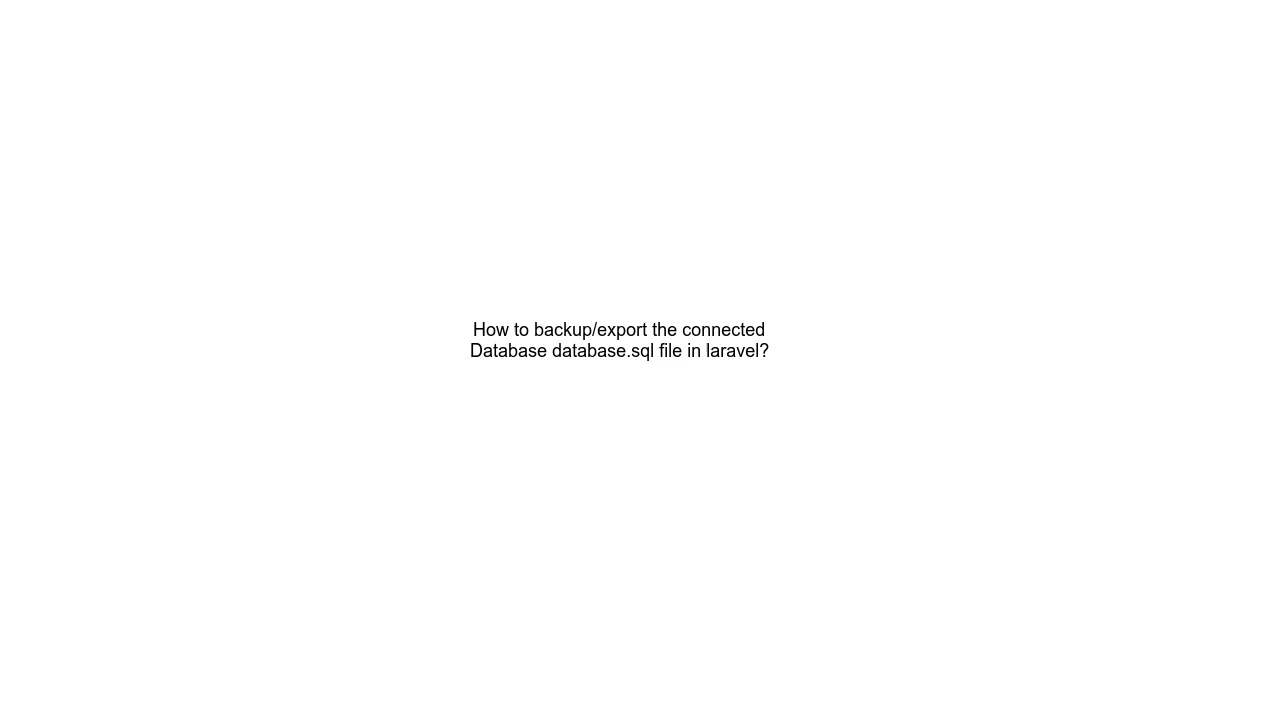 How to backup/export the connected
Database database.sql file in laravel?